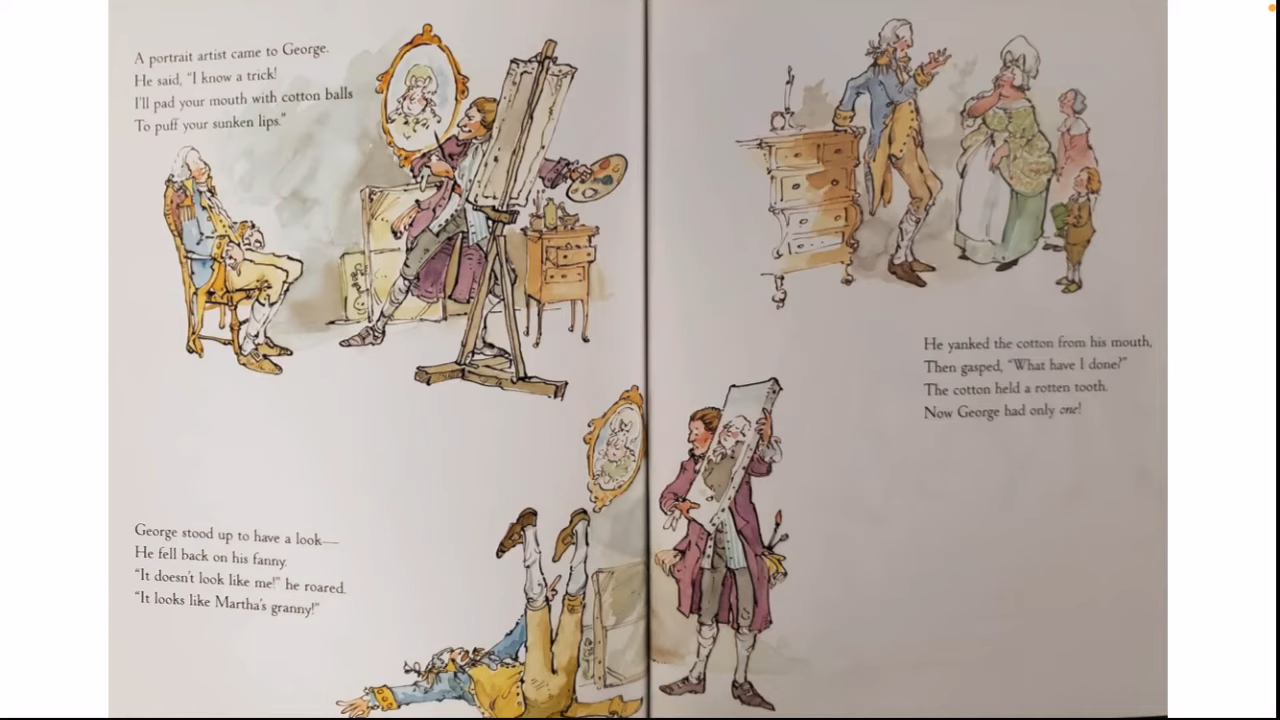 A portrait artist came to George.
He said, "I know a trick!
I'll pad your mouth with cotton balls
To puff your sunken lips."
George stood up to have a look—
He fell back on his fanny.
"It doesn't look like me!" he roared.
"It looks like Martha's granny!"
He yanked the cotton from his mouth,
Then gasped, "What have I done?"
The cotton held a rotten tooth.
Now George had only one!